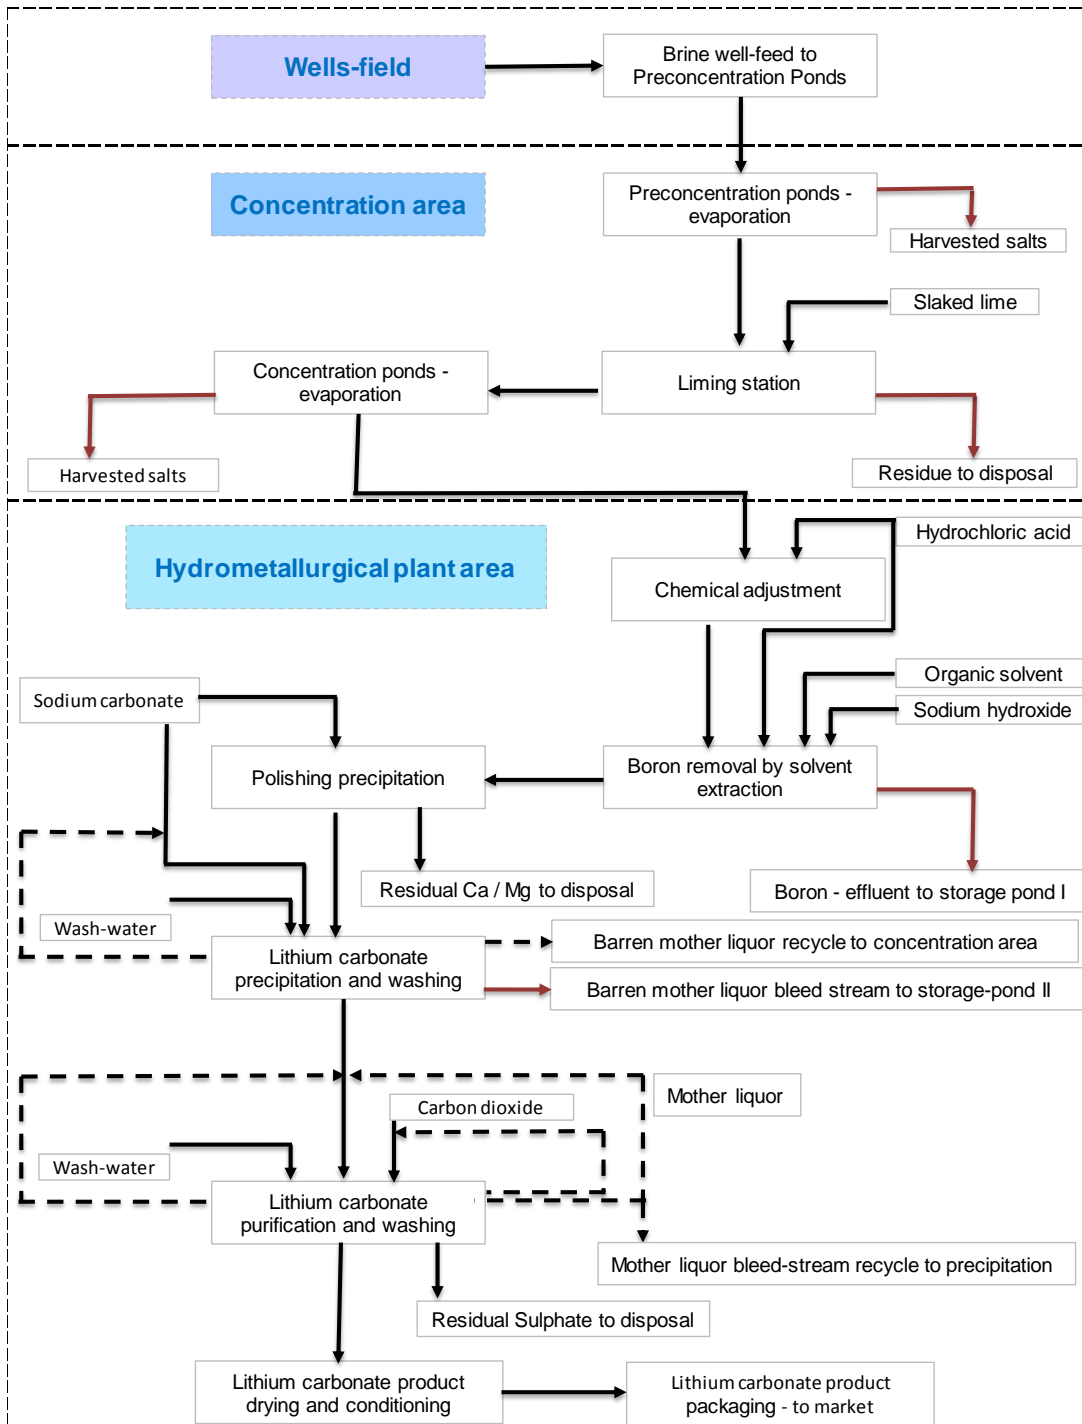 Wells-field
Brine well-feed to
Preconcentration Ponds
Concentration area
Preconcentration ponds -
evaporation
Harvested salts
Slaked lime
Concentration ponds -
evaporation
Liming station
Harvested salts
Residue to disposal
Hydrometallurgical plant area
Hydrochloric acid
Chemical adjustment
Organic solvent
Sodium carbonate
Sodium hydroxide
Polishing precipitation
Boron removal by solvent
extraction
Residual Ca / Mg to disposal
Boron - effluent to storage pond I
Wash-water
Lithium carbonate
precipitation and washing
Barren mother liquor recycle to concentration area
Barren mother liquor bleed stream to storage-pond II
Mother liquor
Carbon dioxide
Wash-water
Lithium carbonate
purification and washing
Mother liquor bleed-stream recycle to precipitation
Residual Sulphate to disposal
Lithium carbonate product
drying and conditioning
Lithium carbonate product
packaging - to market